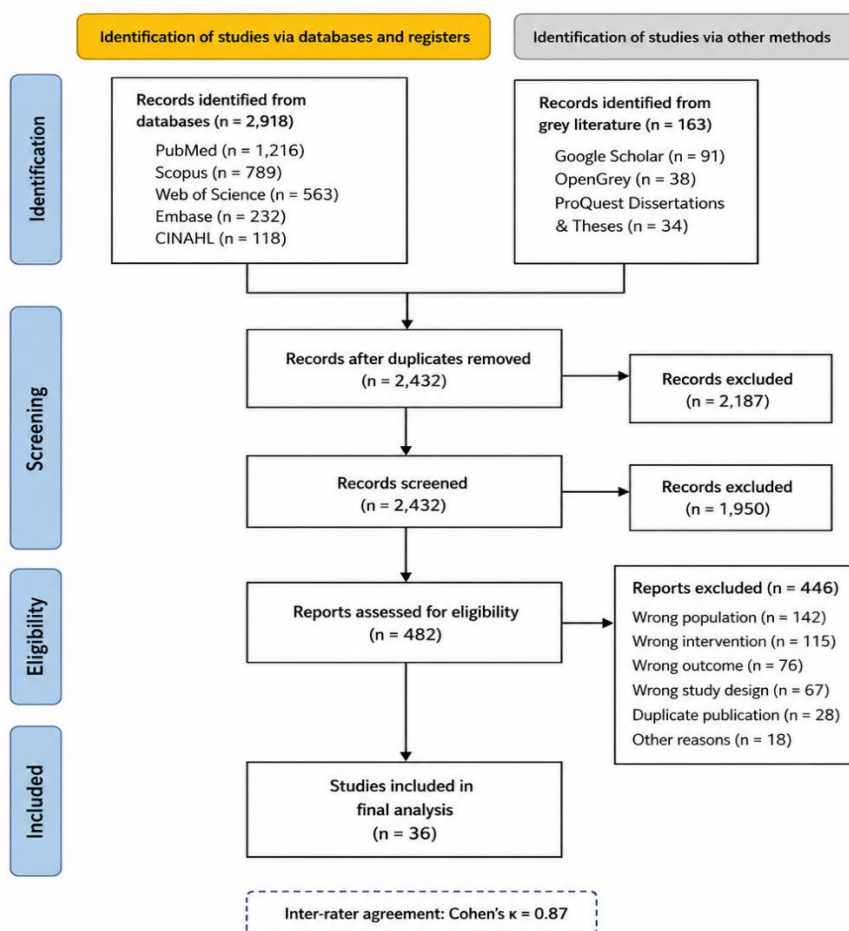 Identification of studies via databases and registers
Identification of studies via other methods
Identification
Records identified from
databases (n = 2,918)
PubMed (n = 1,216)
Scopus (n = 789)
Web of Science (n = 563)
Embase (n = 232)
CINAHL (n = 118)
Records identified from
grey literature (n = 163)
Google Scholar (n = 91)
OpenGrey (n = 38)
ProQuest Dissertations
& Theses (n = 34)
Screening
Records after duplicates removed
(n = 2,432)
Records excluded
(n = 2,187)
Records screened
(n = 2,432)
Records excluded
(n = 1,950)
Eligibility
Reports assessed for eligibility
(n = 482)
Reports excluded (n = 446)
Wrong population (n = 142)
Wrong intervention (n = 115)
Wrong outcome (n = 76)
Wrong study design (n = 67)
Duplicate publication (n = 28)
Other reasons (n = 18)
Included
Studies included in
final analysis
(n = 36)
Inter-rater agreement: Cohen's κ = 0.87